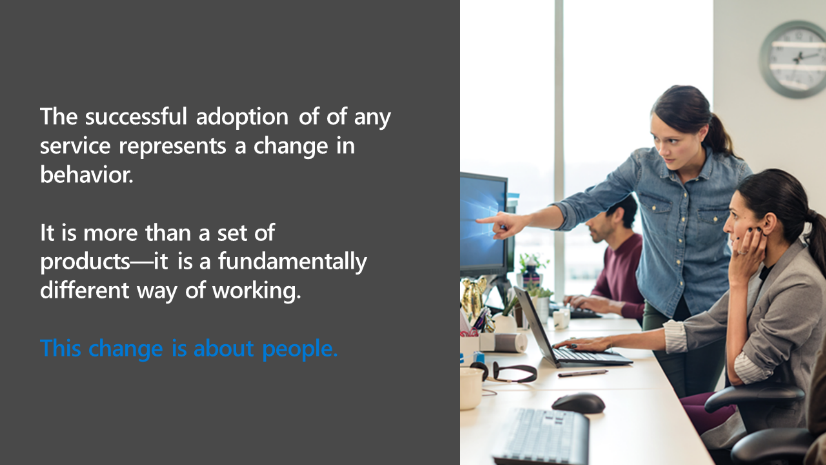 The successful adoption of of any
service represents a change in
behavior.
It is more than a set of
products—it is a fundamentally
different way of working.
This change is about people.